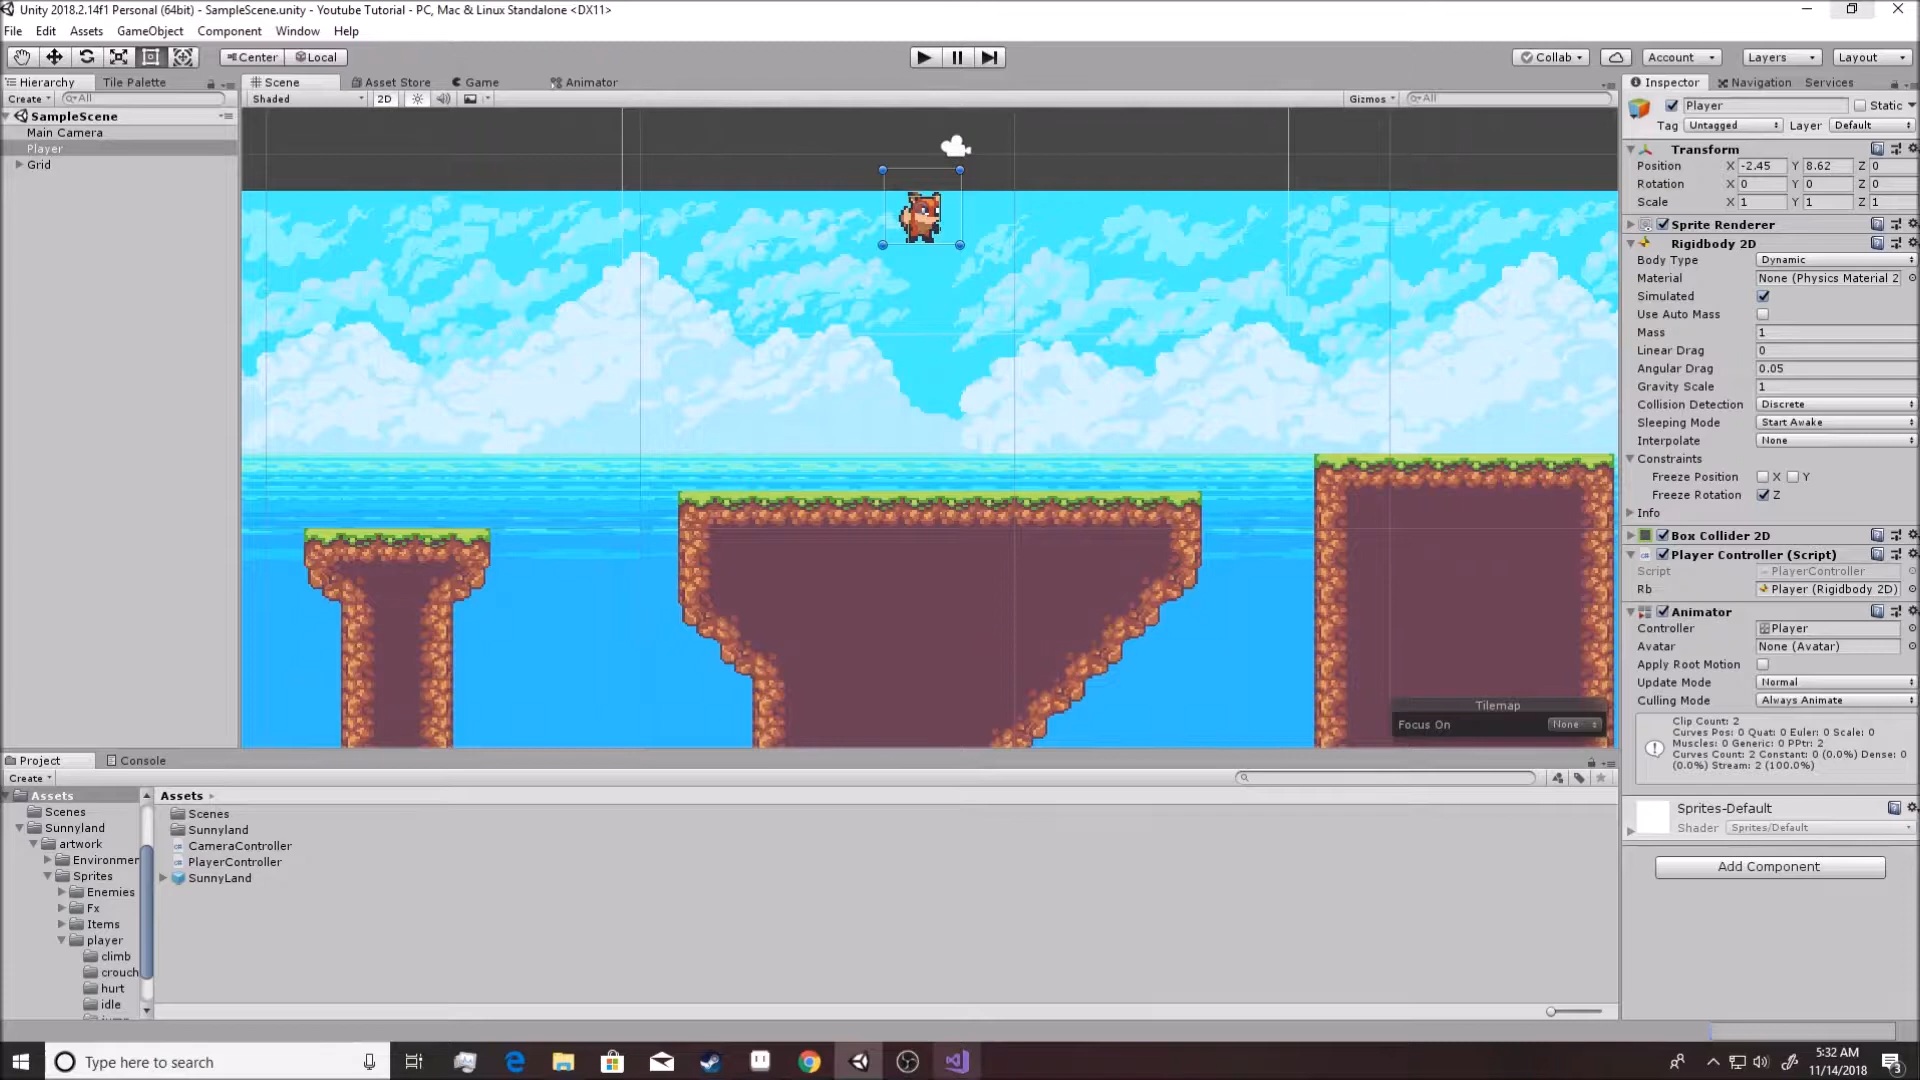 Unity 2018.2.14f1 Personal (64bit) - SampleScene.unity - Youtube Tutorial - PC, Mac & Linux Standalone <DX11>
File Edit Assets GameObject Component Window Help
Center Local Collab Account Layers Layout
Hierarchy Tile Palette
Create All
SampleScene
Main Camera
Player
Grid
Scene Asset Store Game Animator
Shaded 2D Gizmos All
Tilemap
Focus On None
Inspector Navigation Services
Player Static
Tag Untagged Layer Default
Transform
Position X -2.45 Y 8.62 Z 0
Rotation X 0 Y 0 Z 0
Scale X 1 Y 1 Z 1
Sprite Renderer
Rigidbody 2D
Body Type Dynamic
Material None (Physics Material 2
Simulated
Use Auto Mass
Mass 1
Linear Drag 0
Angular Drag 0.05
Gravity Scale 1
Collision Detection Discrete
Sleeping Mode Start Awake
Interpolate None
Constraints
Freeze Position X Y
Freeze Rotation Z
Info
Box Collider 2D
Player Controller (Script)
Script PlayerController
Rb Player (Rigidbody 2D)
Animator
Controller Player
Avatar None (Avatar)
Apply Root Motion
Update Mode Normal
Culling Mode Always Animate
Clip Count: 2
Curves Pos: 0 Quat: 0 Euler: 0 Scale: 0
Muscles: 0 Generic: 0 PPtr: 2
Curves Count: 2 Constant: 0 (0.0%) Dense: 0
(0.0%) Stream: 2 (100.0%)
Sprites-Default
Shader Sprites/Default
Add Component
Project Console
Create
Assets
Scenes
Sunnyland
artwork
Environmen
Sprites
Enemies
Fx
Items
player
climb
crouch
hurt
idle
Assets
Scenes
Sunnyland
CameraController
PlayerController
SunnyLand
Type here to search
5:32 AM
11/14/2018
3